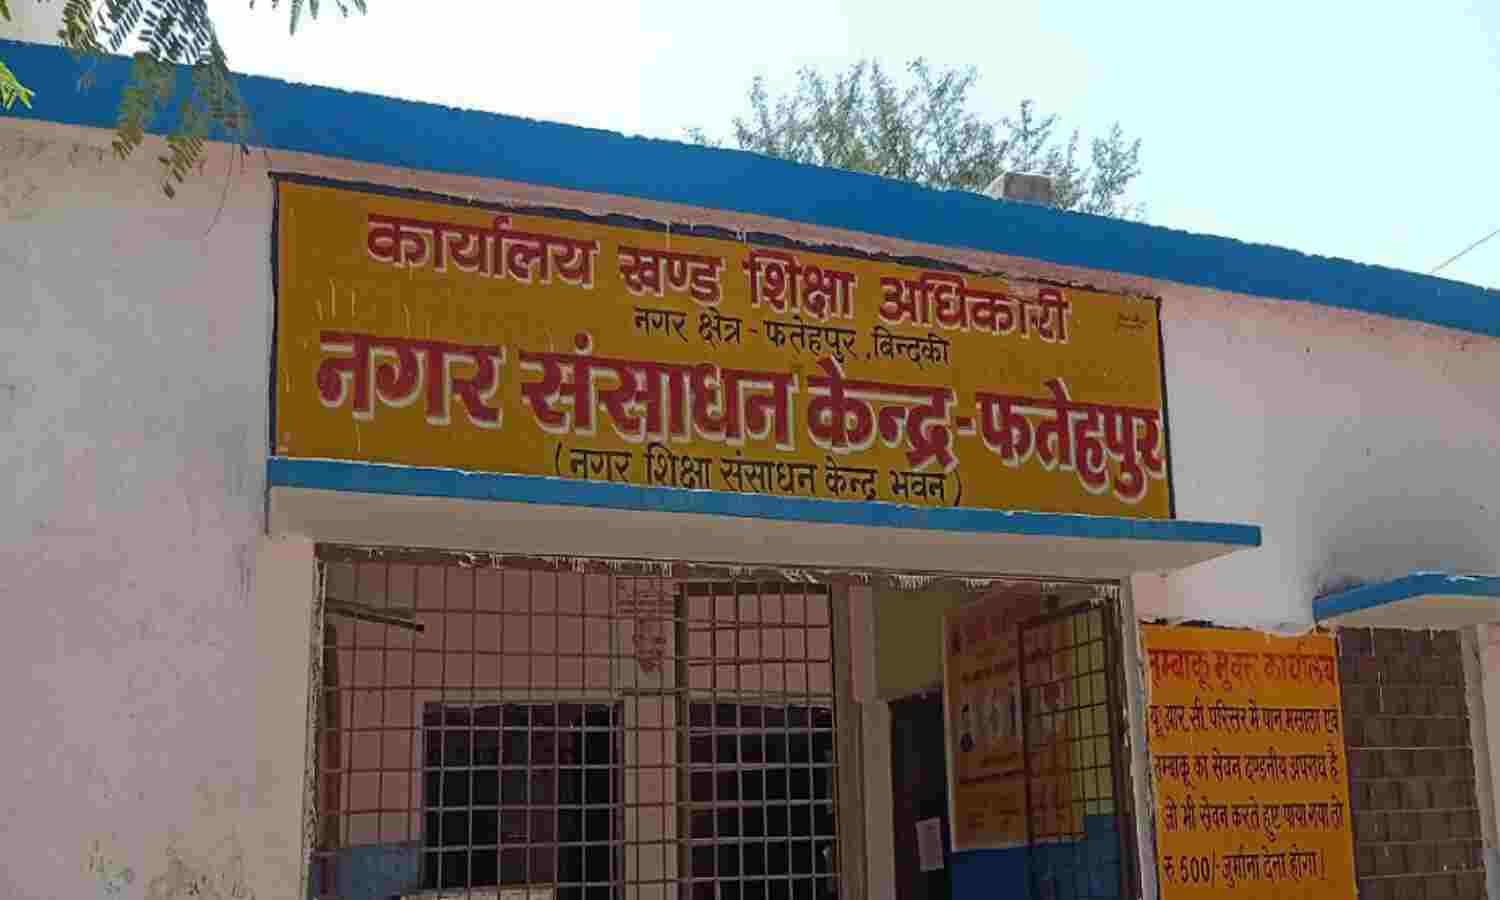 कार्यालय खण्ड शिक्षा अधिकारी
नगर क्षेत्र - फतेहपुर, बिन्दकी
नगर संसाधन केन्द्र - फतेहपुर
(नगर शिक्षा संसाधन केन्द्र भवन)
तम्बाकू मुक्त कार्यालय
यू.आर.सी. परिसर में पान मसाला एवं
तम्बाकू का सेवन दण्डनीय अपराध है
जो भी सेवन करते हुए पाया गया तो
रु 500/- जुर्माना देना होगा।